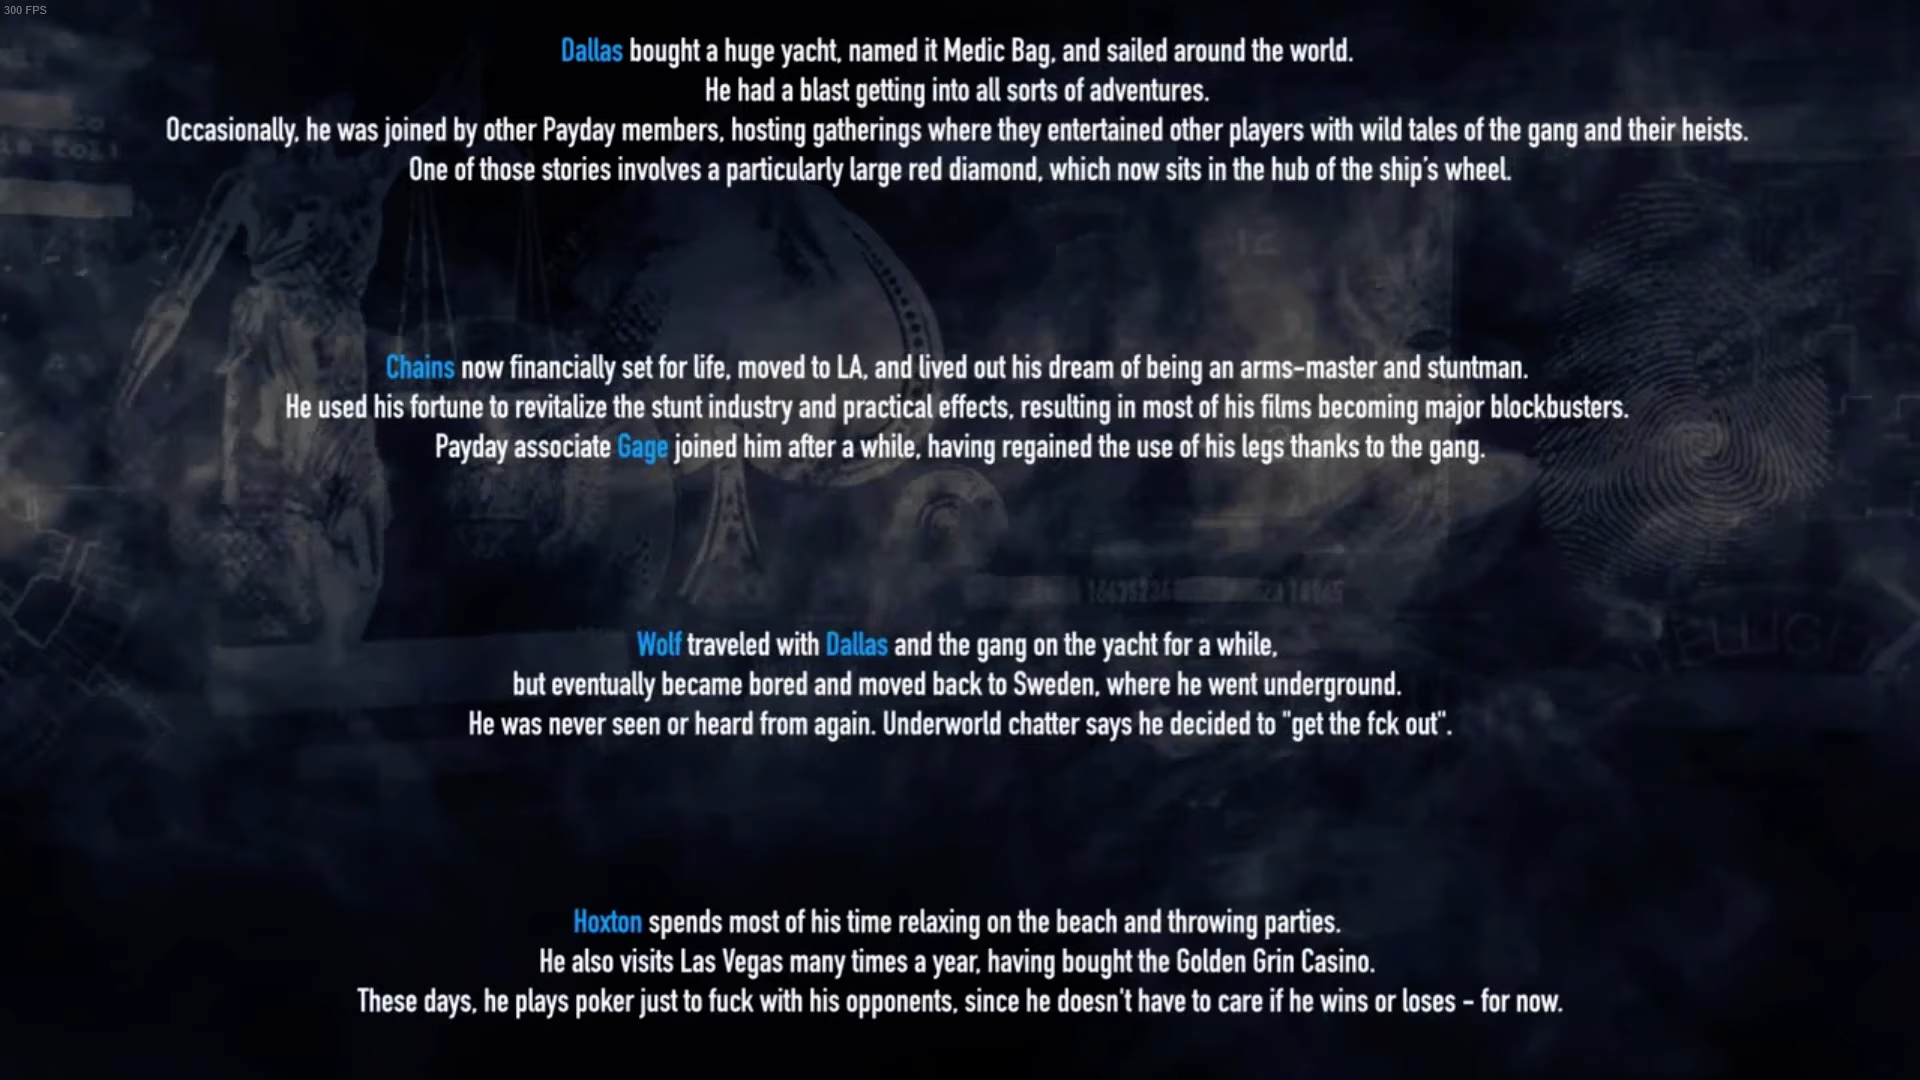 300 FPS
Dallas bought a huge yacht, named it Medic Bag, and sailed around the world.
He had a blast getting into all sorts of adventures.
Occasionally, he was joined by other Payday members, hosting gatherings where they entertained other players with wild tales of the gang and their heists.
One of those stories involves a particularly large red diamond, which now sits in the hub of the ship's wheel.
12
Chains now financially set for life, moved to LA, and lived out his dream of being an arms-master and stuntman.
He used his fortune to revitalize the stunt industry and practical effects, resulting in most of his films becoming major blockbusters.
Payday associate Gage joined him after a while, having regained the use of his legs thanks to the gang.
Wolf traveled with Dallas and the gang on the yacht for a while,
but eventually became bored and moved back to Sweden, where he went underground.
He was never seen or heard from again. Underworld chatter says he decided to "get the fck out".
Hoxton spends most of his time relaxing on the beach and throwing parties.
He also visits Las Vegas many times a year, having bought the Golden Grin Casino.
These days, he plays poker just to fuck with his opponents, since he doesn't have to care if he wins or loses - for now.